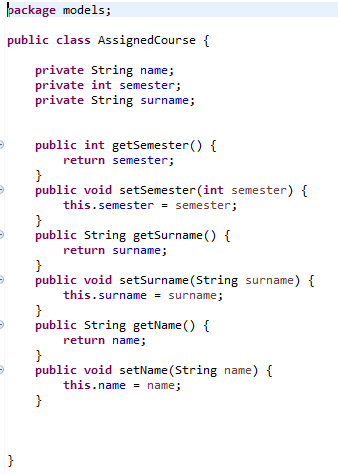 package models;
public class AssignedCourse {
private String name;
private int semester;
private String surname;
public int getSemester() {
return semester;
}
public void setSemester(int semester) {
this.semester = semester;
}
public String getSurname() {
return surname;
}
public void setSurname(String surname) {
this.surname = surname;
}
public String getName() {
return name;
}
public void setName(String name) {
this.name = name;
}
}